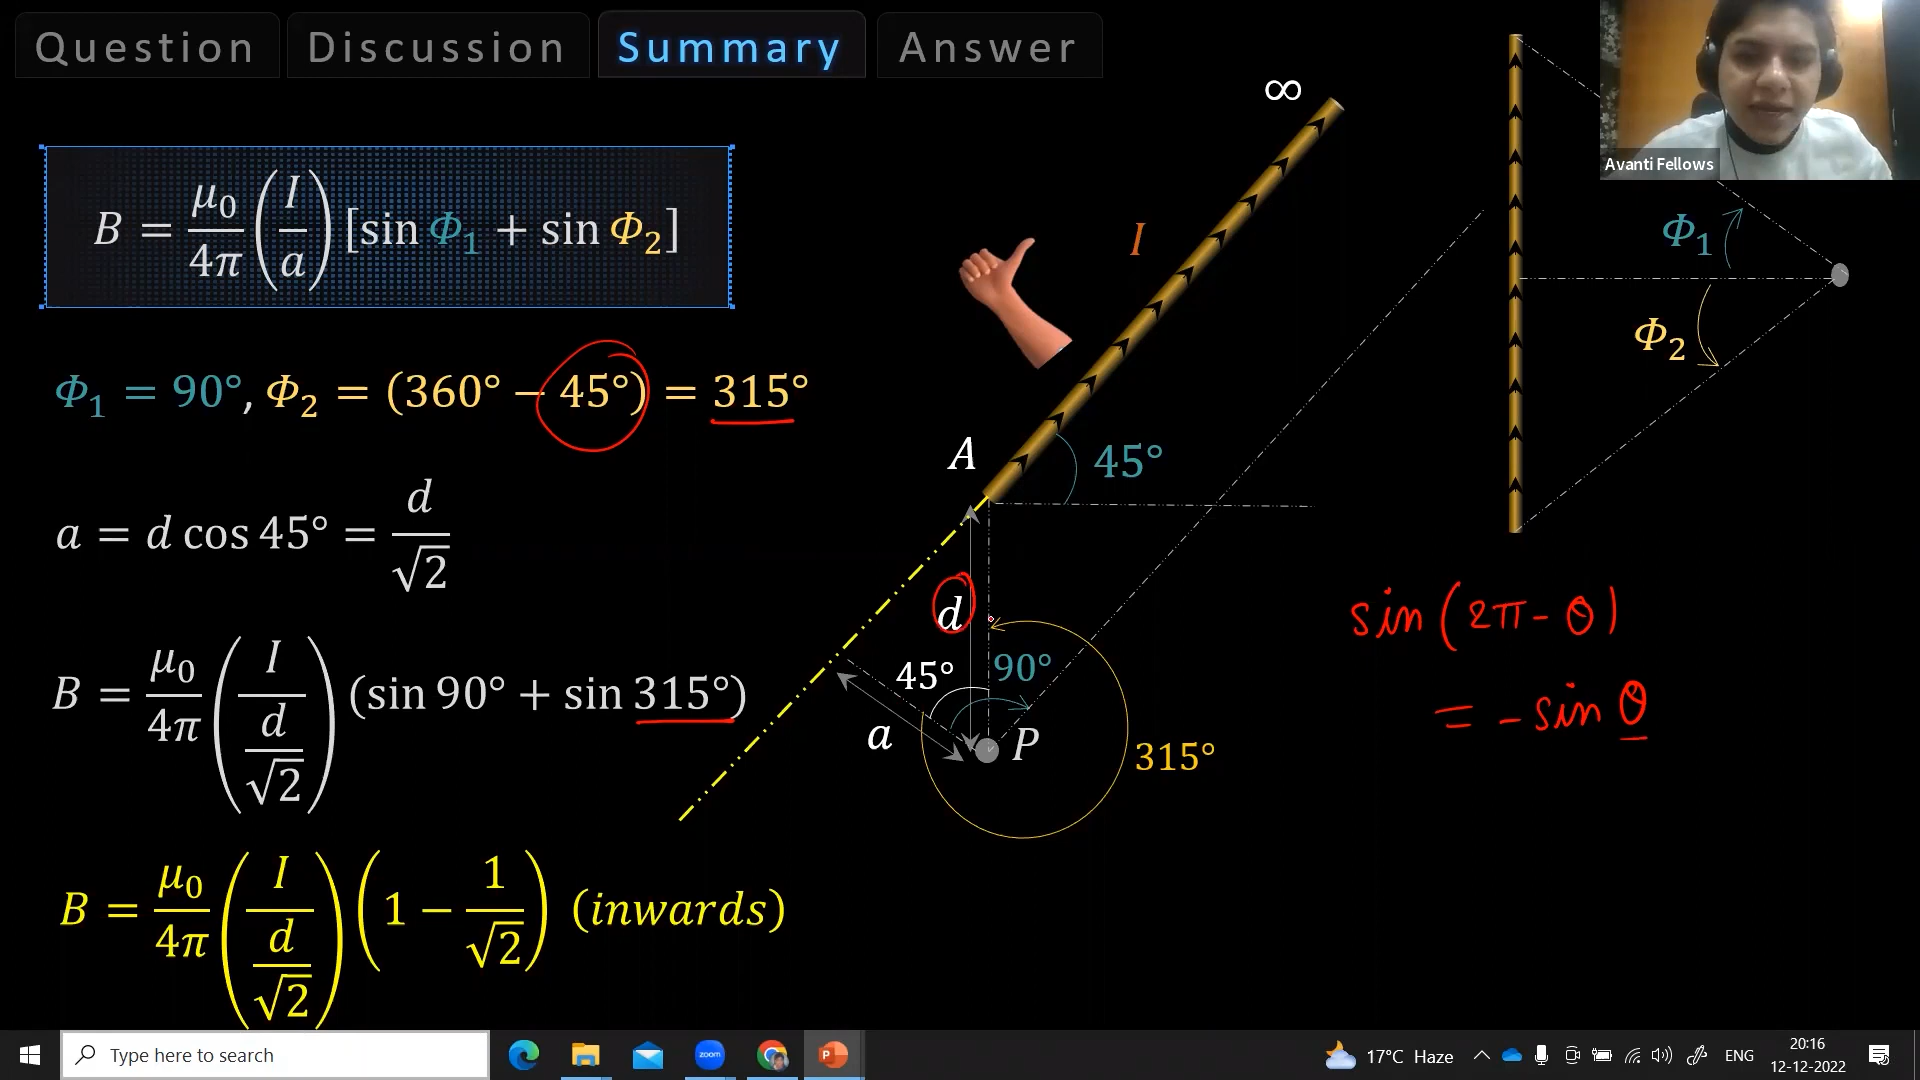 Question Discussion Summary Answer
B = μ₀/4π (I/a) [sin Φ₁ + sin Φ₂]
Φ₁ = 90°, Φ₂ = (360° − 45°) = 315°
a = d cos 45° = d/√2
B = μ₀/4π (I/(d/√2)) (sin 90° + sin 315°)
B = μ₀/4π (I/(d/√2)) (1 − 1/√2) (inwards)
∞
I
A
45°
d
45°
90°
a
P
315°
Avanti Fellows
Φ₁
Φ₂
sin (2π - θ)
= - sin θ
Type here to search
zoom
P
17°C Haze
ENG
20:16
12-12-2022